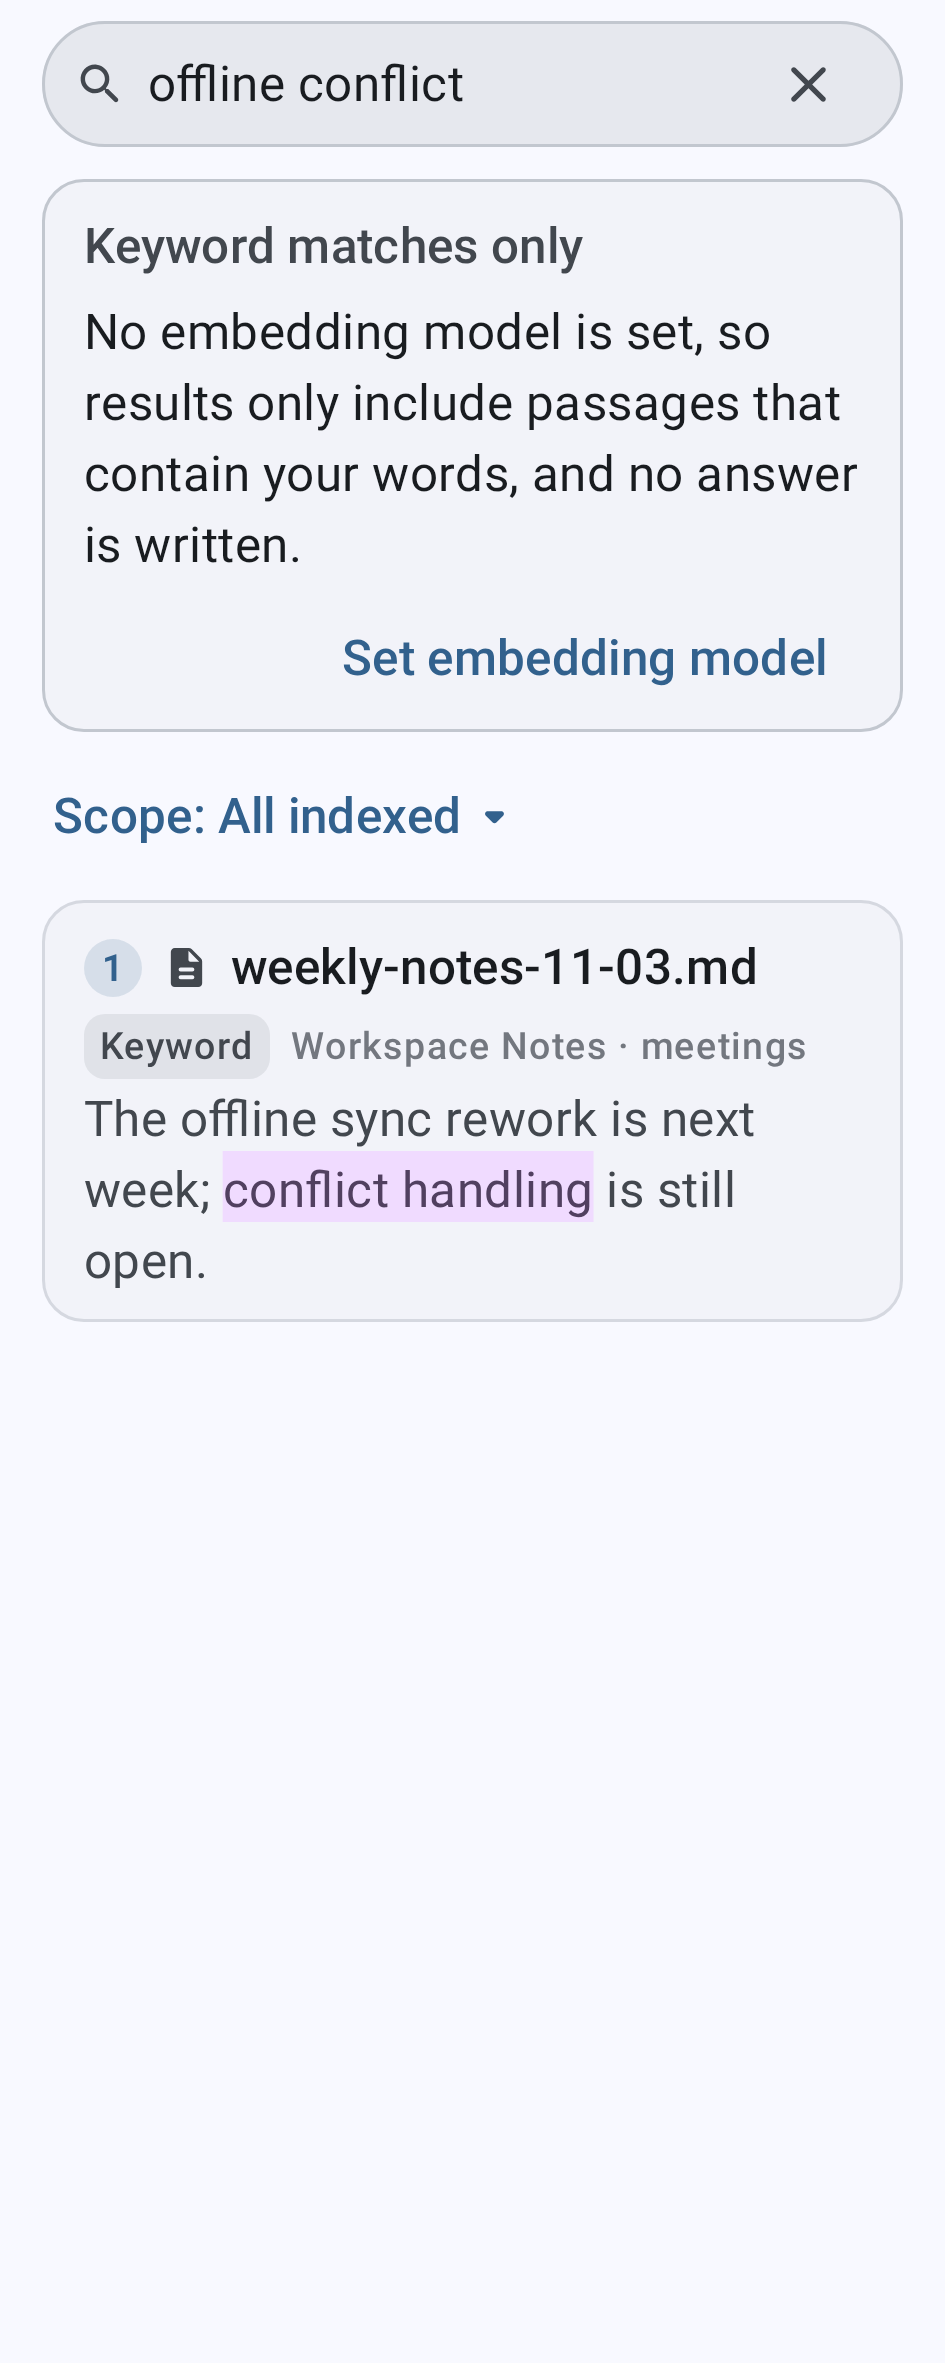 offline conflict
Keyword matches only
No embedding model is set, so
results only include passages that
contain your words, and no answer
is written.
Set embedding model
Scope: All indexed
1 weekly-notes-11-03.md
Keyword Workspace Notes · meetings
The offline sync rework is next
week; conflict handling is still
open.